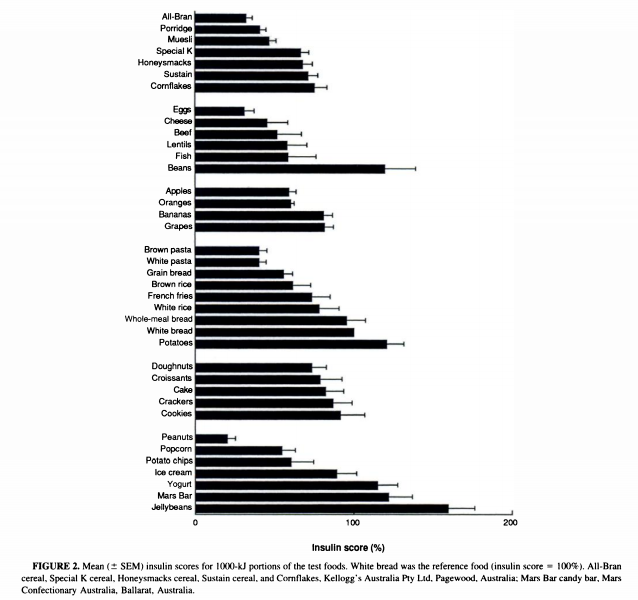 All-Bran
Porridge
Muesli
Special K
Honeysmacks
Sustain
Cornflakes
Eggs
Cheese
Beef
Lentils
Fish
Beans
Apples
Oranges
Bananas
Grapes
Brown pasta
White pasta
Grain bread
Brown rice
French fries
White rice
Whole-meal bread
White bread
Potatoes
Doughnuts
Croissants
Cake
Crackers
Cookies
Peanuts
Popcorn
Potato chips
Ice cream
Yogurt
Mars Bar
Jellybeans
0 100 200
Insulin score (%)
FIGURE 2. Mean (± SEM) insulin scores for 1000-kJ portions of the test foods. White bread was the reference food (insulin score = 100%). All-Bran
cereal, Special K cereal, Honeysmacks cereal, Sustain cereal, and Cornflakes, Kellogg's Australia Pty Ltd, Pagewood, Australia; Mars Bar candy bar, Mars
Confectionary Australia, Ballarat, Australia.